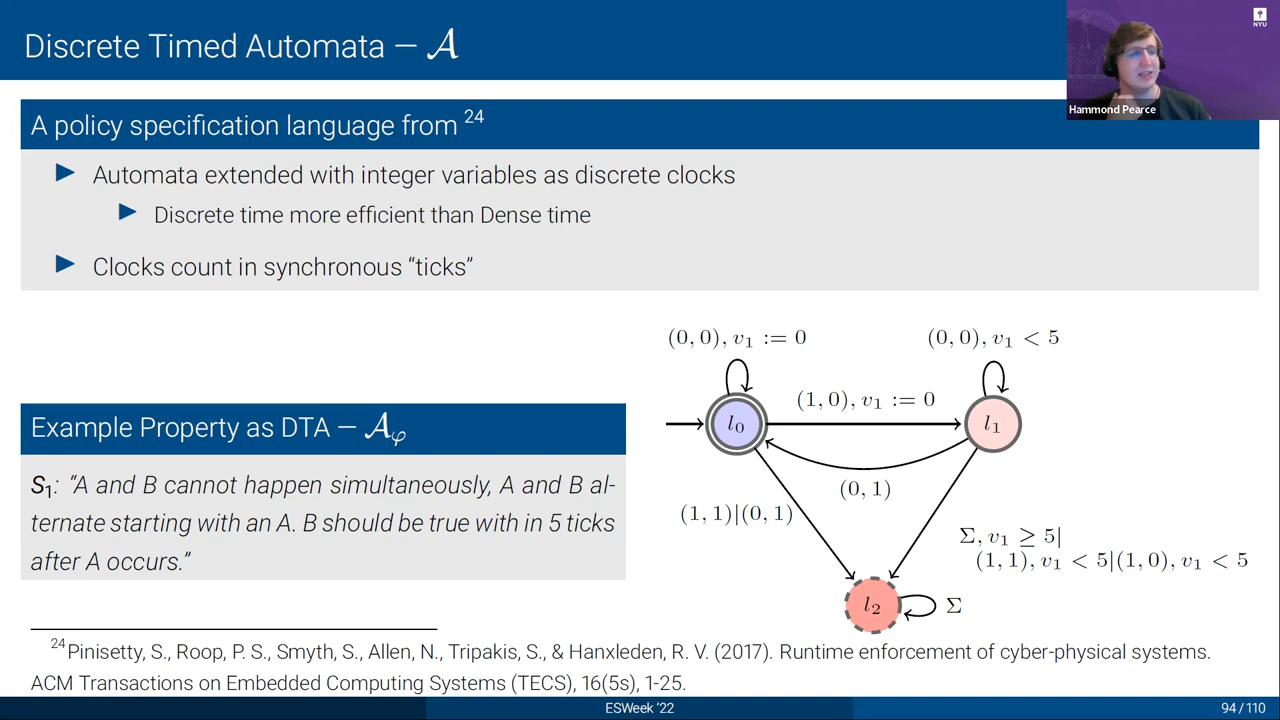 Discrete Timed Automata – 𝒜
NYU
Hammond Pearce
A policy specification language from 24
▶ Automata extended with integer variables as discrete clocks
▶ Discrete time more efficient than Dense time
▶ Clocks count in synchronous “ticks”
(0, 0), v₁ := 0
(0, 0), v₁ < 5
(1, 0), v₁ := 0
l₀
l₁
(0, 1)
(1, 1)|(0, 1)
Σ, v₁ ≥ 5|
(1, 1), v₁ < 5|(1, 0), v₁ < 5
l₂
Σ
Example Property as DTA – 𝒜φ
S₁: “A and B cannot happen simultaneously, A and B al-
ternate starting with an A. B should be true with in 5 ticks
after A occurs.”
24Pinisetty, S., Roop, P. S., Smyth, S., Allen, N., Tripakis, S., & Hanxleden, R. V. (2017). Runtime enforcement of cyber-physical systems.
ACM Transactions on Embedded Computing Systems (TECS), 16(5s), 1-25.
ESWeek ’22
94 / 110